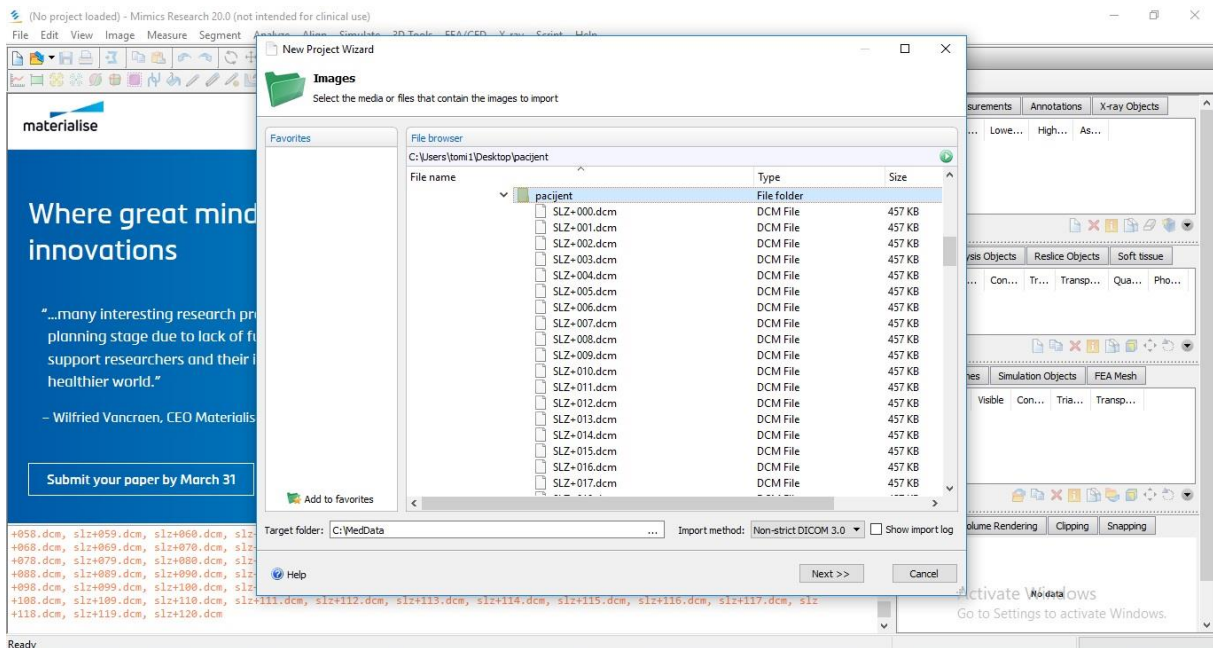 (No project loaded) - Mimics Research 20.0 (not intended for clinical use)
File Edit View Image Measure Segment Analyze Align Simulate 3D Tools FEA/CFD X-ray Script Help
materialise
Where great mind
innovations
"...many interesting research pr
planning stage due to lack of f
support researchers and their i
healthier world."
– Wilfried Vancraen, CEO Materialis
Submit your paper by March 31
New Project Wizard
Images
Select the media or files that contain the images to import
Favorites
Add to favorites
File browser
C:\Users\tomi1\Desktop\pacijent
File name Type Size
pacijent File folder
SLZ+000.dcm DCM File 457 KB
SLZ+001.dcm DCM File 457 KB
SLZ+002.dcm DCM File 457 KB
SLZ+003.dcm DCM File 457 KB
SLZ+004.dcm DCM File 457 KB
SLZ+005.dcm DCM File 457 KB
SLZ+006.dcm DCM File 457 KB
SLZ+007.dcm DCM File 457 KB
SLZ+008.dcm DCM File 457 KB
SLZ+009.dcm DCM File 457 KB
SLZ+010.dcm DCM File 457 KB
SLZ+011.dcm DCM File 457 KB
SLZ+012.dcm DCM File 457 KB
SLZ+013.dcm DCM File 457 KB
SLZ+014.dcm DCM File 457 KB
SLZ+015.dcm DCM File 457 KB
SLZ+016.dcm DCM File 457 KB
SLZ+017.dcm DCM File 457 KB
Target folder: C:\MedData ... Import method: Non-strict DICOM 3.0 Show import log
Help Next >> Cancel
surements Annotations X-ray Objects
... Lowe... High... As...
ysis Objects Reslice Objects Soft tissue
... Con... Tr... Transp... Qua... Pho...
nes Simulation Objects FEA Mesh
Visible Con... Tria... Transp...
olume Rendering Clipping Snapping
No data
Activate Windows
Go to Settings to activate Windows.
+058.dcm, slz+059.dcm, slz+060.dcm, slz
+068.dcm, slz+069.dcm, slz+070.dcm, slz
+078.dcm, slz+079.dcm, slz+080.dcm, slz
+088.dcm, slz+089.dcm, slz+090.dcm, slz
+098.dcm, slz+099.dcm, slz+100.dcm, slz
+108.dcm, slz+109.dcm, slz+110.dcm, slz+111.dcm, slz+112.dcm, slz+113.dcm, slz+114.dcm, slz+115.dcm, slz+116.dcm, slz+117.dcm, slz
+118.dcm, slz+119.dcm, slz+120.dcm
Ready